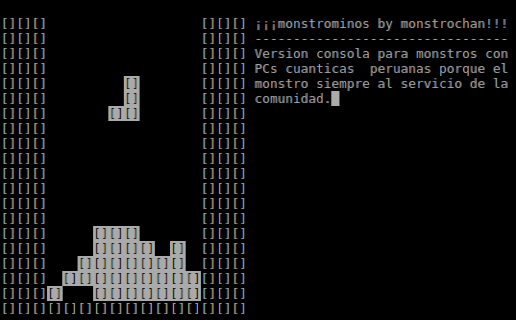 ¡¡¡monstrominos by monstrochan!!!
---------------------------------
Version consola para monstros con
PCs cuanticas  peruanas porque el
monstro siempre al servicio de la
comunidad.